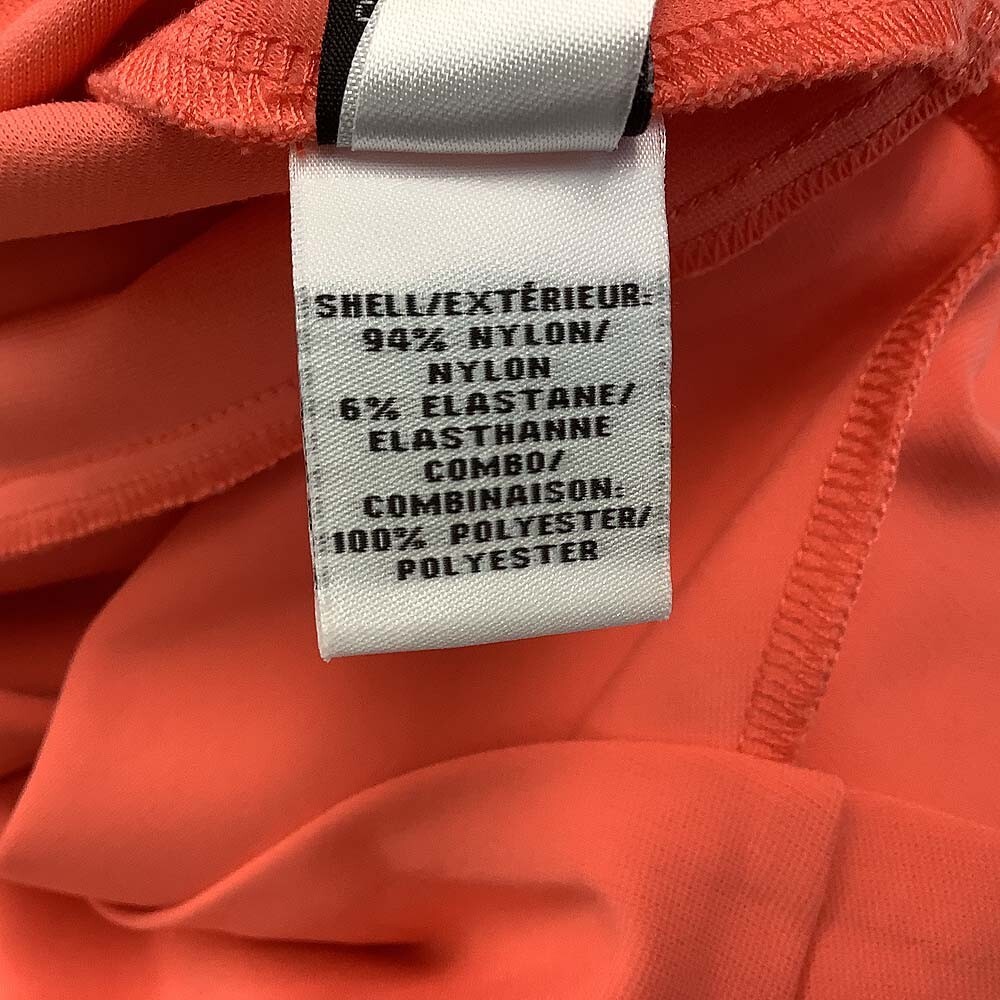 SHELL/EXTÉRIEUR:
94% NYLON/
NYLON
6% ELASTANE/
ELASTHANNE
COMBO/
COMBINAISON:
100% POLYESTER/
POLYESTER